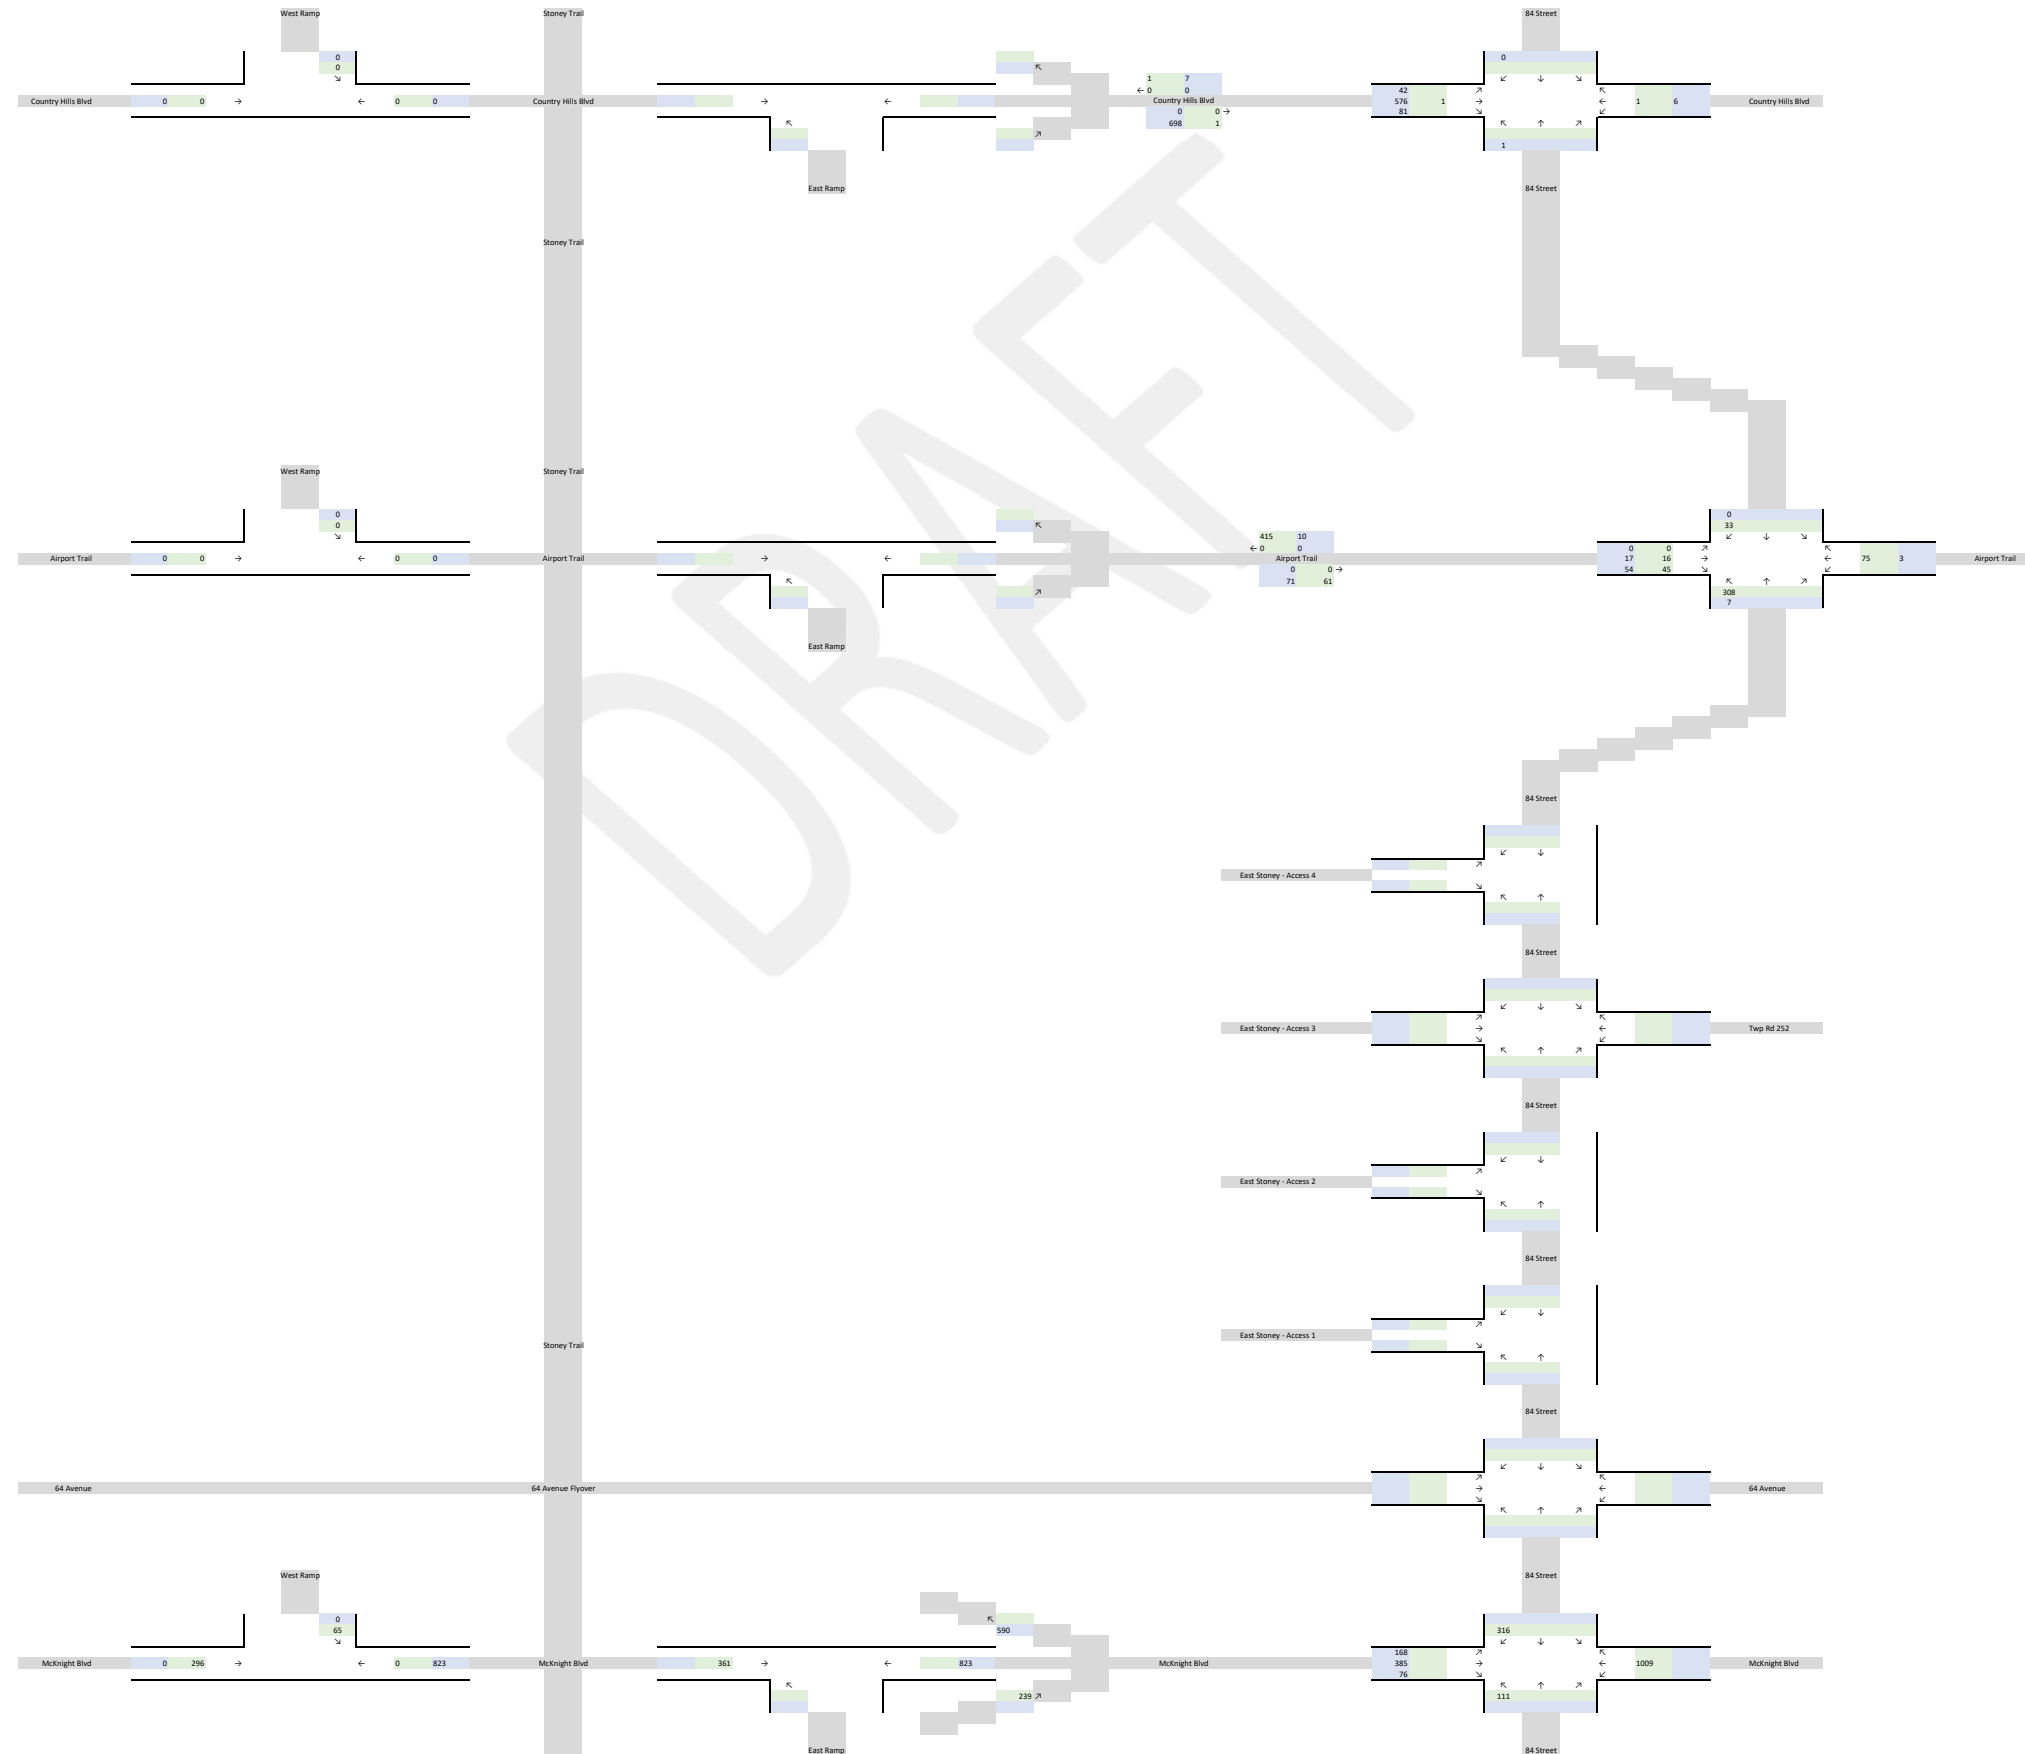 West Ramp Stoney Trail 84 Street
0 0
0
↘ ↖ 1 7 ↙ ↓ ↘
← 0 0 42 ↗ ↖
Country Hills Blvd 0 0 → ← 0 0 Country Hills Blvd → ← Country Hills Blvd 576 1 → ← 1 6 Country Hills Blvd
0 0 → 81 ↘ ↙
↖ 698 1 ↖ ↑ ↗
↗
1
East Ramp 84 Street
Stoney Trail
West Ramp Stoney Trail
0 0
0 ↖ 33
↘ 415 10 ↙ ↓ ↘
← 0 0 0 0 ↗ ↖
Airport Trail 0 0 → ← 0 0 Airport Trail → ← Airport Trail 17 16 → ← 75 3 Airport Trail
0 0 → 54 45 ↘ ↙
↖ 71 61 ↖ ↑ ↗
↗ 308
7
East Ramp
DRAFT
84 Street
↙ ↓
↗
East Stoney - Access 4
↘
↖ ↑
84 Street
↙ ↓ ↘
↗ ↖
East Stoney - Access 3 → ← Twp Rd 252
↘ ↙
↖ ↑ ↗
84 Street
↙ ↓
↗
East Stoney - Access 2
↘
↖ ↑
84 Street
↙ ↓
↗
East Stoney - Access 1
Stoney Trail ↘
↖ ↑
84 Street
↙ ↓ ↘
↗ ↖
64 Avenue 64 Avenue Flyover → ← 64 Avenue
↘ ↙
↖ ↑ ↗
West Ramp 84 Street
0 ↖
65 590 316
↘ ↙ ↓ ↘
168 ↗ ↖
McKnight Blvd 0 296 → ← 0 823 McKnight Blvd 361 → ← 823 McKnight Blvd 385 → ← 1009 McKnight Blvd
76 ↘ ↙
↖ ↖ ↑ ↗
239 ↗ 111
East Ramp 84 Street